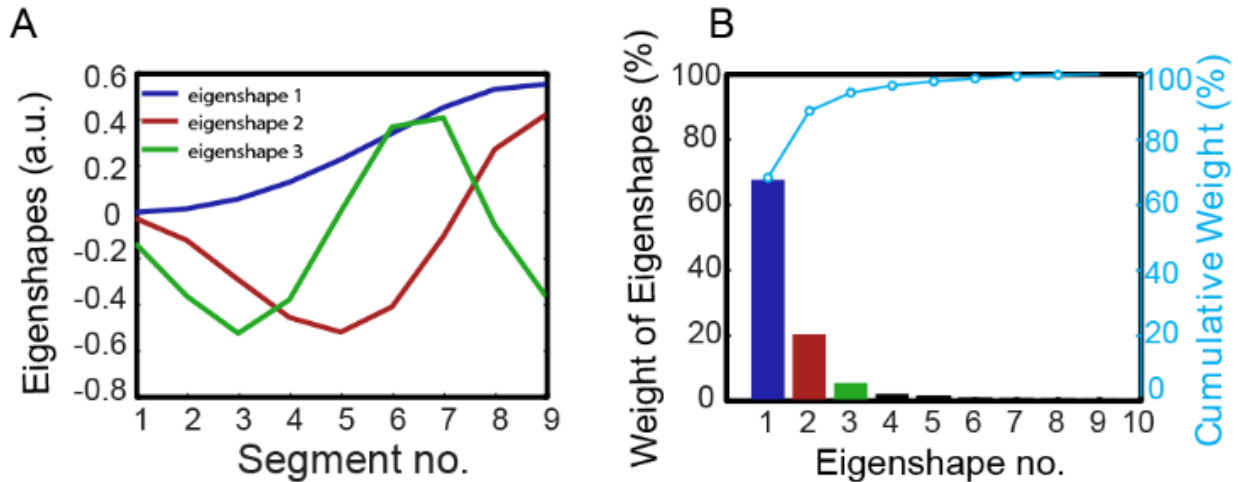 A
B
Eigenshapes (a.u.)
0.6
0.4
0.2
0
-0.2
-0.4
-0.6
-0.8
eigenshape 1
eigenshape 2
eigenshape 3
1 2 3 4 5 6 7 8 9
Segment no.
Weight of Eigenshapes (%)
100
80
60
40
20
0
1 2 3 4 5 6 7 8 9 10
Eigenshape no.
100
80
60
40
20
0
Cumulative Weight (%)